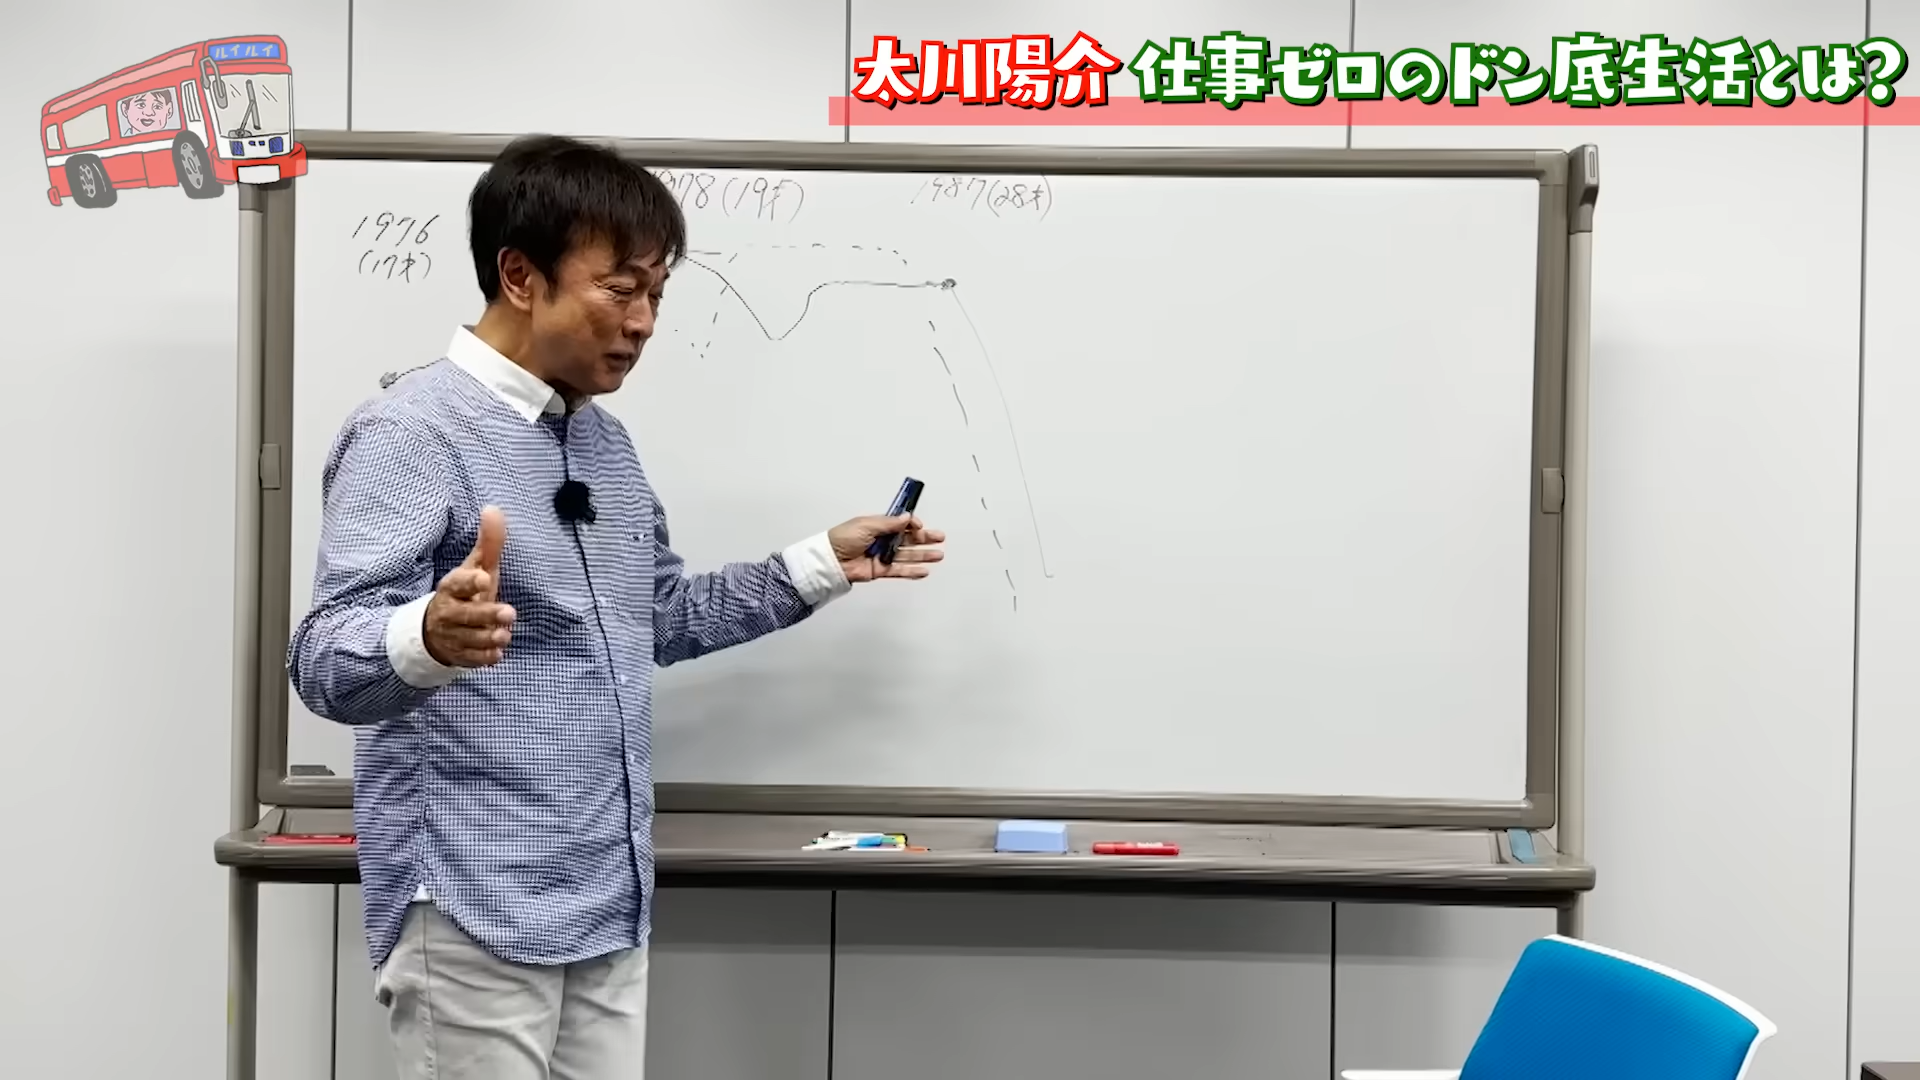 ルイルイ
太川陽介 仕事ゼロのドン底生活とは?
1976
(17才)
978(19才)
1987(28才)